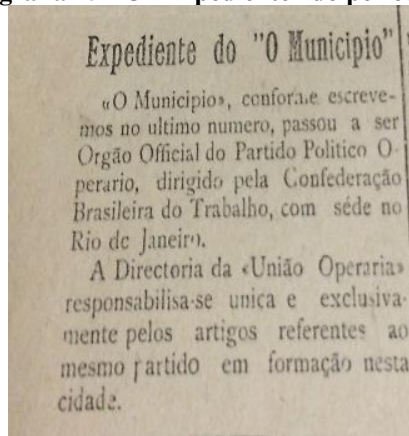 Expediente do "O Municipio"
«O Municipio», conforme escreve-
mos no ultimo numero, passou a ser
Orgão Official do Partido Politico O-
perario, dirigido pela Confederação
Brasileira do Trabalho, com séde no
Rio de Janeiro.
A Directoria da «União Operaria»
responsabilisa-se unica e exclusiva-
mente pelos artigos referentes ao
mesmo partido em formação nesta
cidade.